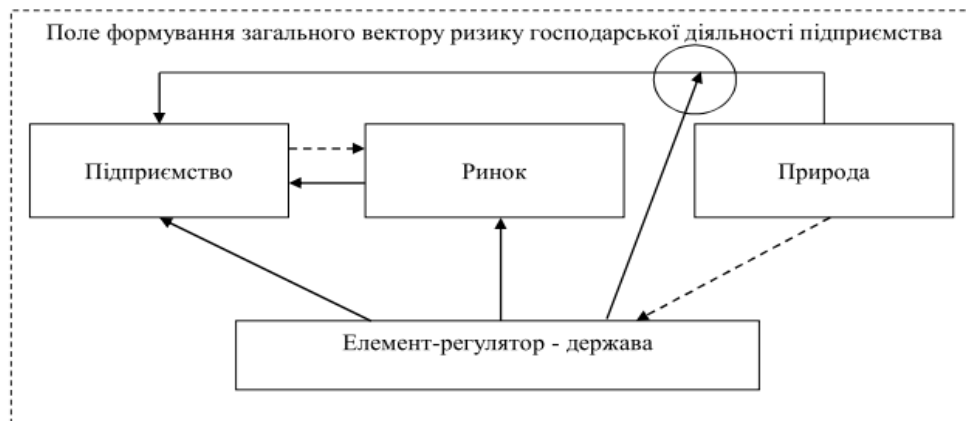 Поле формування загального вектору ризику господарської діяльності підприємства
Підприємство
Ринок
Природа
Елемент-регулятор - держава